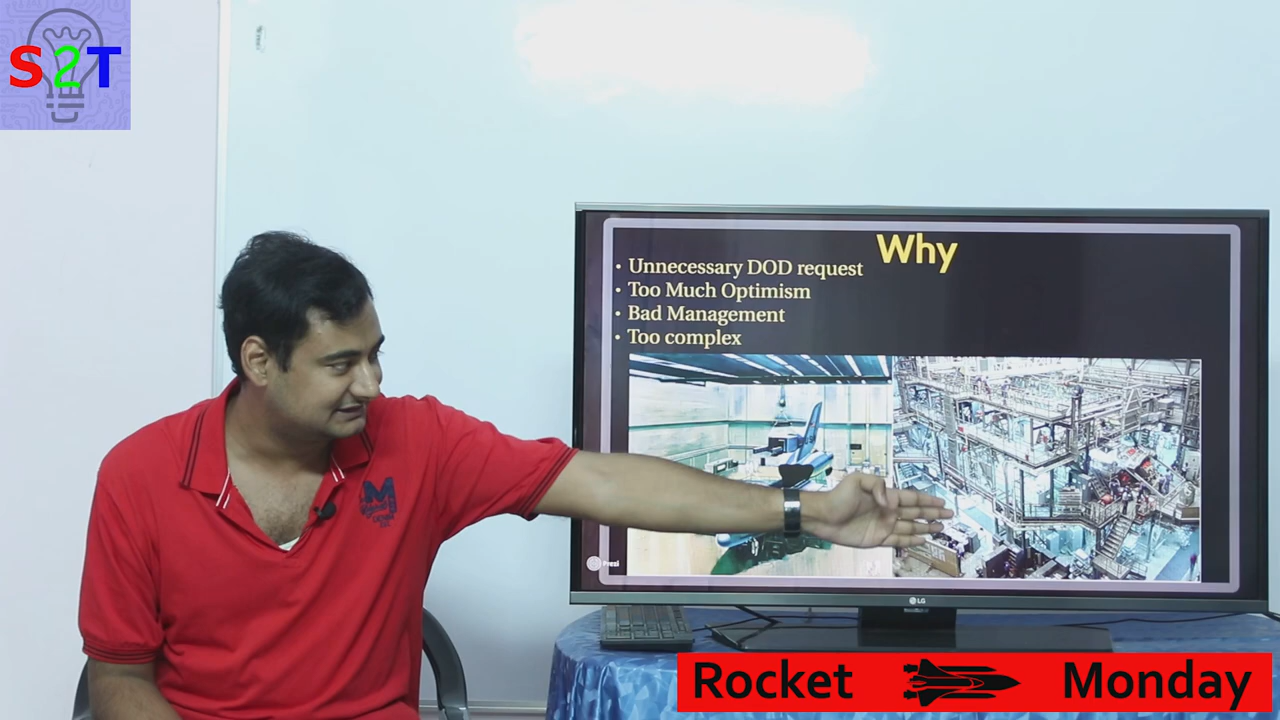 S2T
Why
• Unnecessary DOD request
• Too Much Optimism
• Bad Management
• Too complex
M
Prezi
LG
Rocket Monday